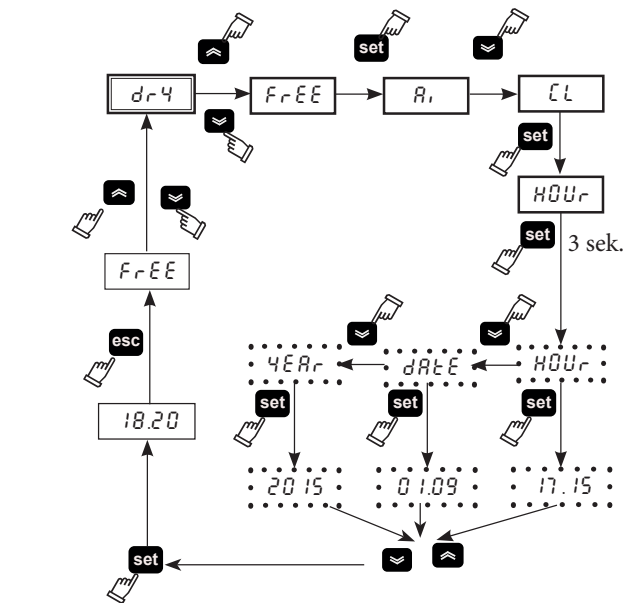 set
dr4 FrEE Ai CL
set
HOUr
set 3 sek.
FrEE
esc
YEAr dAtE HOUr
set set set
18.20
2015 01.09 17.15
set